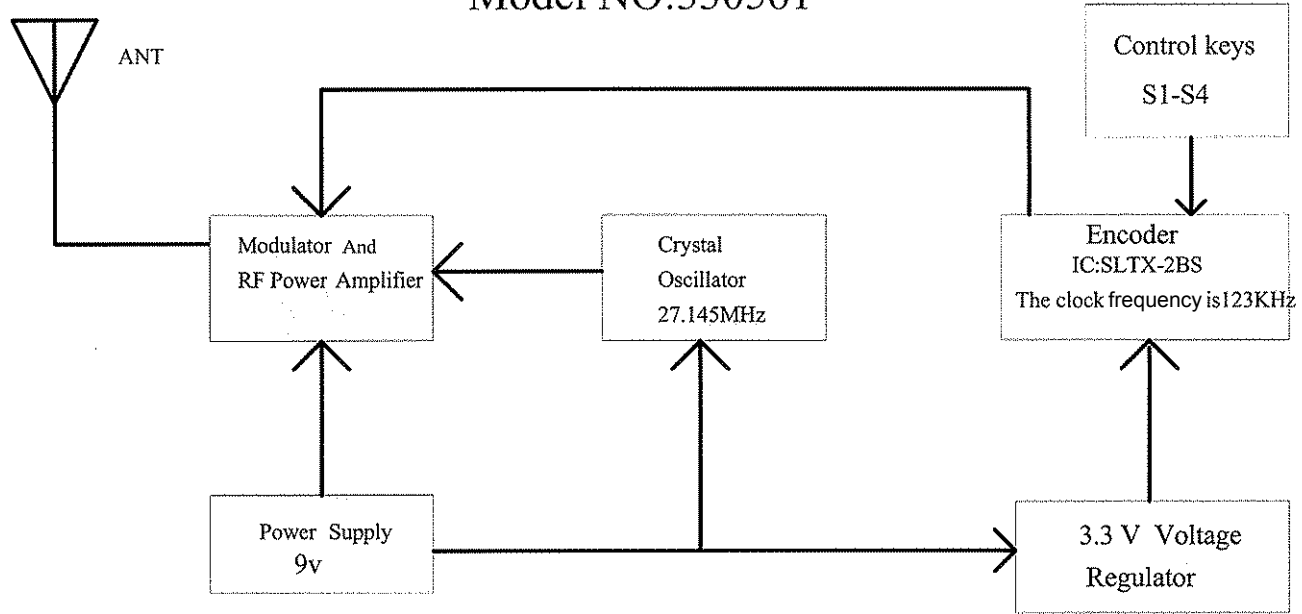 ANT
Control keys
S1-S4
Modulator And
RF Power Amplifier
Crystal
Oscillator
27.145MHz
Encoder
IC:SLTX-2BS
The clock frequency is123KHz
Power Supply
9v
3.3 V Voltage
Regulator